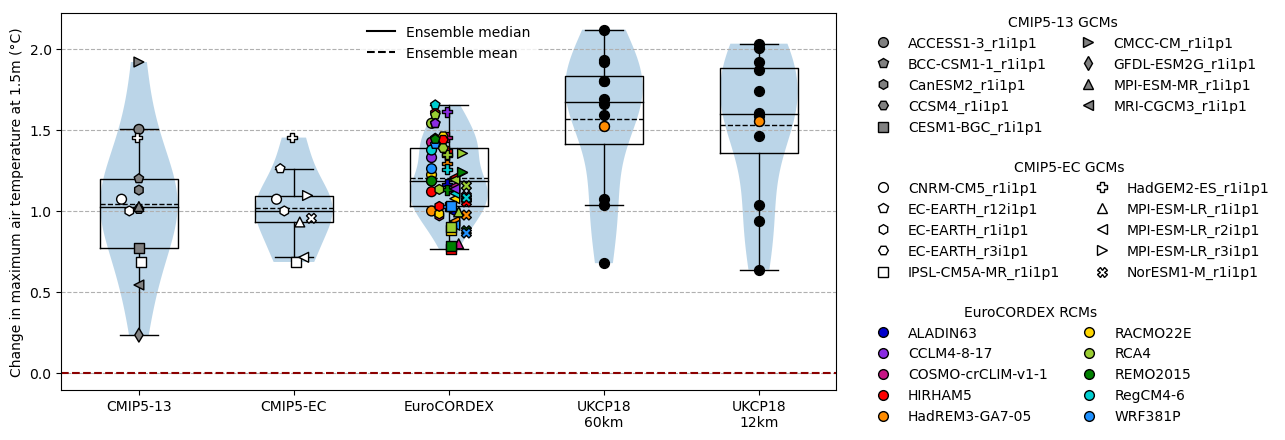 Change in maximum air temperature at 1.5m (°C)
2.0
1.5
1.0
0.5
0.0
Ensemble median
Ensemble mean
CMIP5-13
CMIP5-EC
EuroCORDEX
UKCP18
60km
UKCP18
12km
CMIP5-13 GCMs
ACCESS1-3_r1i1p1
BCC-CSM1-1_r1i1p1
CanESM2_r1i1p1
CCSM4_r1i1p1
CESM1-BGC_r1i1p1
CMCC-CM_r1i1p1
GFDL-ESM2G_r1i1p1
MPI-ESM-MR_r1i1p1
MRI-CGCM3_r1i1p1
CMIP5-EC GCMs
CNRM-CM5_r1i1p1
EC-EARTH_r12i1p1
EC-EARTH_r1i1p1
EC-EARTH_r3i1p1
IPSL-CM5A-MR_r1i1p1
HadGEM2-ES_r1i1p1
MPI-ESM-LR_r1i1p1
MPI-ESM-LR_r2i1p1
MPI-ESM-LR_r3i1p1
NorESM1-M_r1i1p1
EuroCORDEX RCMs
ALADIN63
CCLM4-8-17
COSMO-crCLIM-v1-1
HIRHAM5
HadREM3-GA7-05
RACMO22E
RCA4
REMO2015
RegCM4-6
WRF381P